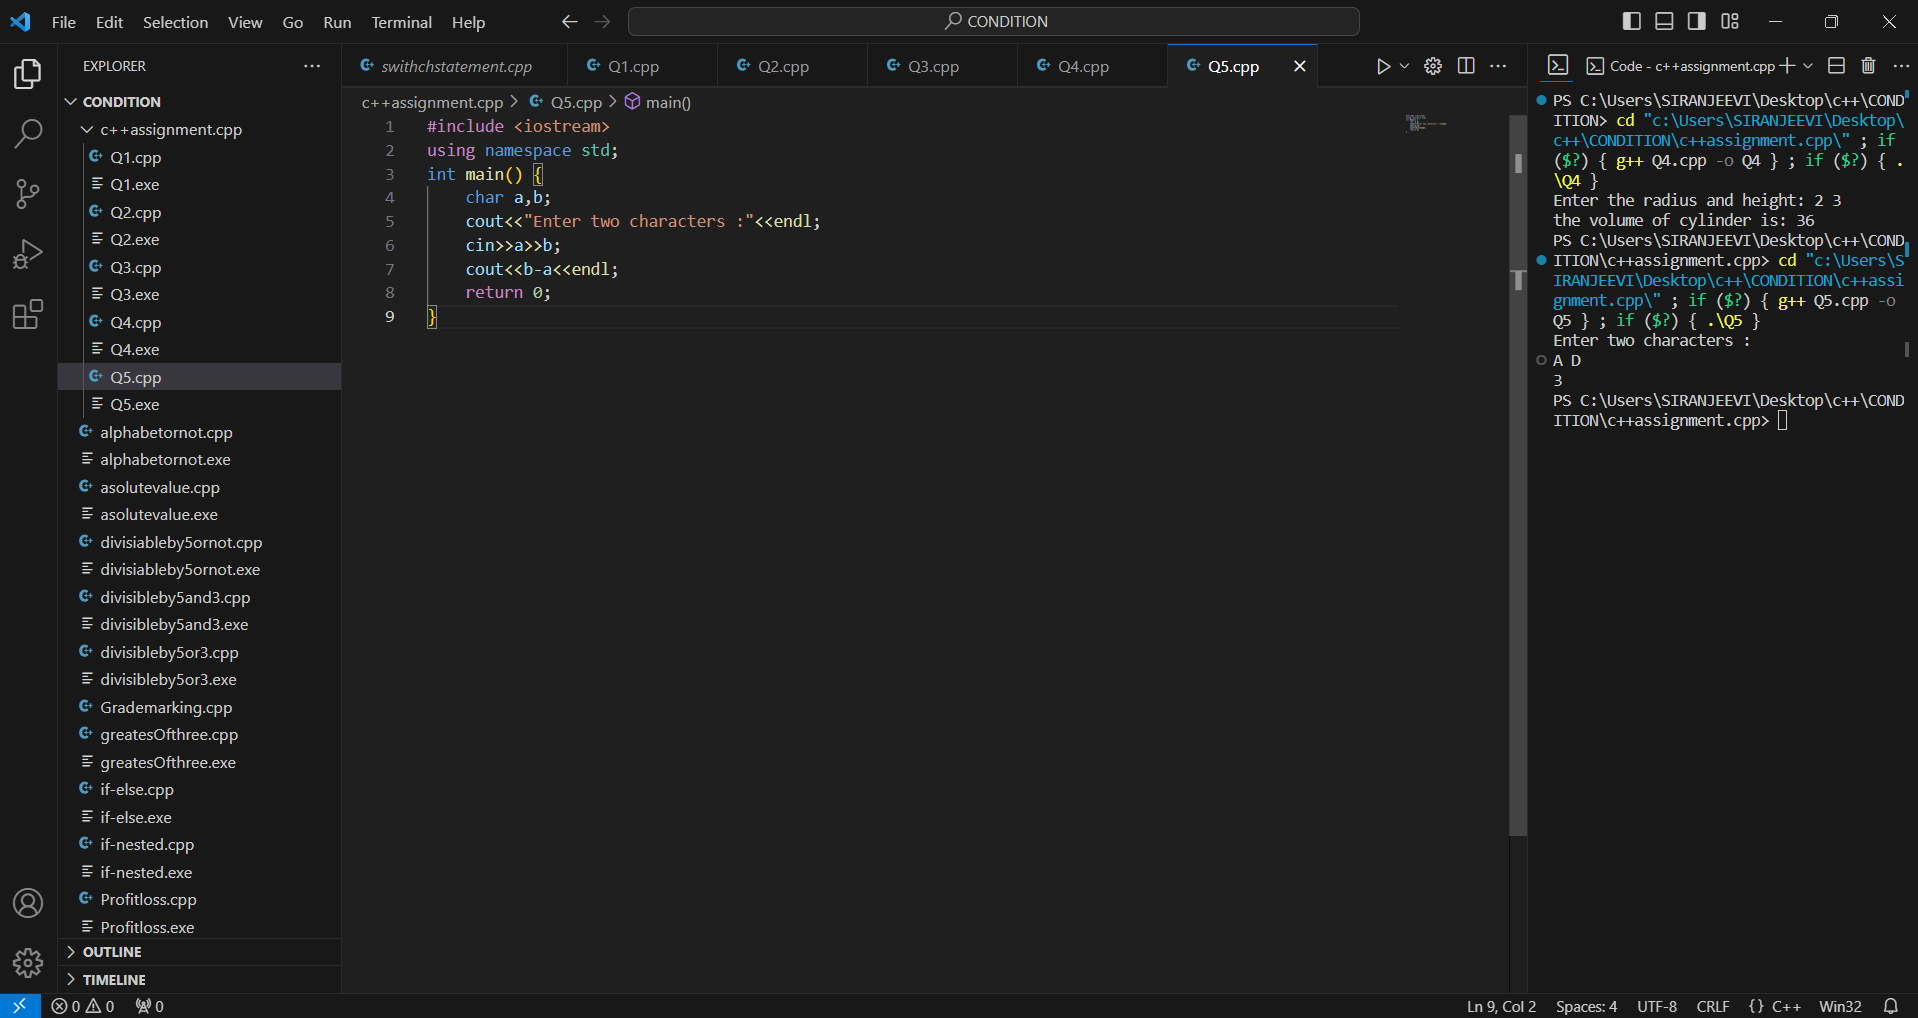 File Edit Selection View Go Run Terminal Help
CONDITION
EXPLORER
CONDITION
c++assignment.cpp
Q1.cpp
Q1.exe
Q2.cpp
Q2.exe
Q3.cpp
Q3.exe
Q4.cpp
Q4.exe
Q5.cpp
Q5.exe
alphabetornot.cpp
alphabetornot.exe
asolutevalue.cpp
asolutevalue.exe
divisiableby5ornot.cpp
divisiableby5ornot.exe
divisibleby5and3.cpp
divisibleby5and3.exe
divisibleby5or3.cpp
divisibleby5or3.exe
Grademarking.cpp
greatesOfthree.cpp
greatesOfthree.exe
if-else.cpp
if-else.exe
if-nested.cpp
if-nested.exe
Profitloss.cpp
Profitloss.exe
OUTLINE
TIMELINE
swithchstatement.cpp Q1.cpp Q2.cpp Q3.cpp Q4.cpp Q5.cpp
c++assignment.cpp > Q5.cpp > main()
1 #include <iostream>
2 using namespace std;
3 int main() {
4 char a,b;
5 cout<<"Enter two characters :"<<endl;
6 cin>>a>>b;
7 cout<<b-a<<endl;
8 return 0;
9 }
Code - c++assignment.cpp
PS C:\Users\SIRANJEEVI\Desktop\c++\COND
ITION> cd "c:\Users\SIRANJEEVI\Desktop\
c++\CONDITION\c++assignment.cpp\" ; if
($?) { g++ Q4.cpp -o Q4 } ; if ($?) { .
\Q4 }
Enter the radius and height: 2 3
the volume of cylinder is: 36
PS C:\Users\SIRANJEEVI\Desktop\c++\COND
ITION\c++assignment.cpp> cd "c:\Users\S
IRANJEEVI\Desktop\c++\CONDITION\c++assi
gnment.cpp\" ; if ($?) { g++ Q5.cpp -o
Q5 } ; if ($?) { .\Q5 }
Enter two characters :
A D
3
PS C:\Users\SIRANJEEVI\Desktop\c++\COND
ITION\c++assignment.cpp>
0 0 0
Ln 9, Col 2 Spaces: 4 UTF-8 CRLF {} C++ Win32